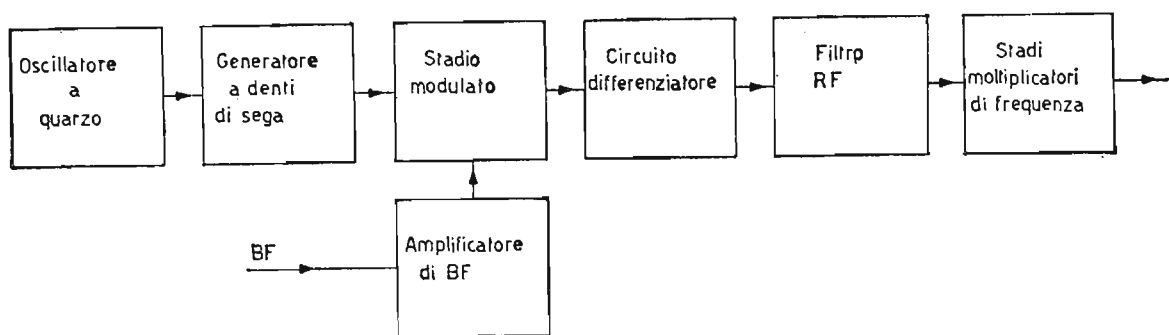 Oscillatore
a
quarzo
Generatore
a denti
di sega
Stadio
modulato
Circuito
differenziatore
Filtro
RF
Stadi
moltiplicatori
di frequenza
BF
Amplificatore
di BF